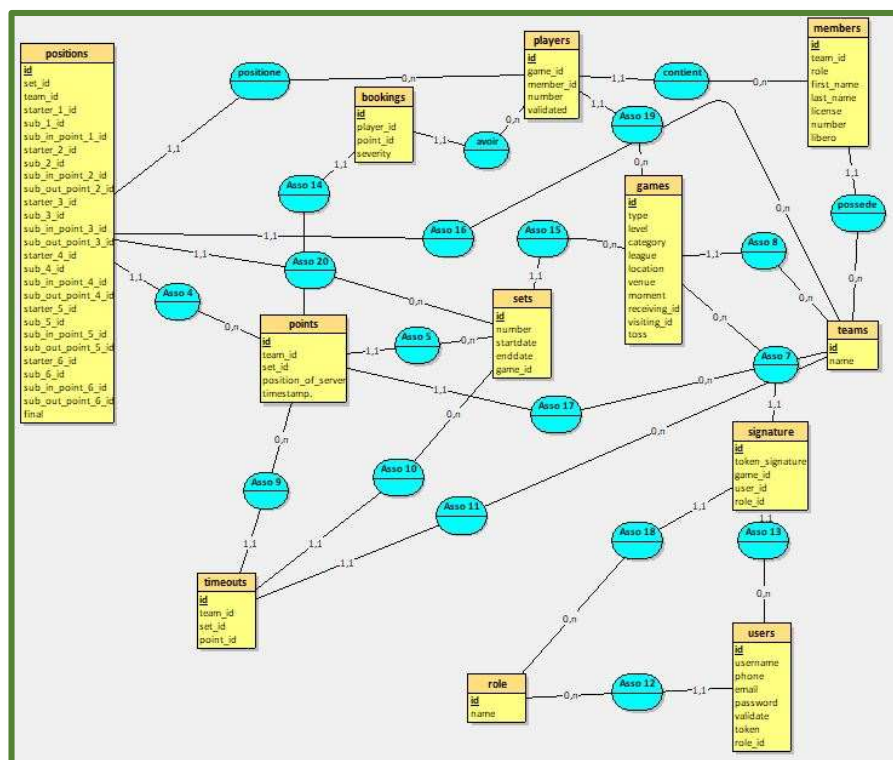 positions
id
set_id
team_id
starter_1_id
sub_1_id
sub_in_point_1_id
starter_2_id
sub_2_id
sub_in_point_2_id
sub_out_point_2_id
starter_3_id
sub_3_id
sub_in_point_3_id
sub_out_point_3_id
starter_4_id
sub_4_id
sub_in_point_4_id
sub_out_point_4_id
starter_5_id
sub_5_id
sub_in_point_5_id
sub_out_point_5_id
starter_6_id
sub_6_id
sub_in_point_6_id
sub_out_point_6_id
final
positione
0,n
1,1
players
id
game_id
member_id
number
validated
1,1
contient
0,n
members
id
team_id
role
first_name
last_name
license
number
libero
bookings
id
player_id
point_id
severity
1,1
avoir
0,n
1,1
Asso 19
0,n
1,1
Asso 14
1,1
possede
0,n
games
id
type
level
category
league
location
venue
moment
receiving_id
visiting_id
toss
1,1
Asso 16
0,n
Asso 15
0,n
1,1
1,1
Asso 8
0,n
1,1
Asso 20
0,n
1,1
Asso 4
0,n
sets
id
number
startdate
enddate
game_id
points
id
team_id
set_id
position_of_server
timestamp.
1,1
Asso 5
0,n
teams
id
name
0,n
Asso 7
1,1
1,1
Asso 17
0,n
0,n
Asso 9
1,1
0,n
Asso 10
1,1
0,n
Asso 11
1,1
signature
id
token_signature
game_id
user_id
role_id
1,1
Asso 18
0,n
1,1
Asso 13
0,n
timeouts
id
team_id
set_id
point_id
users
id
username
phone
email
password
validate
token
role_id
role
id
name
0,n
Asso 12
1,1